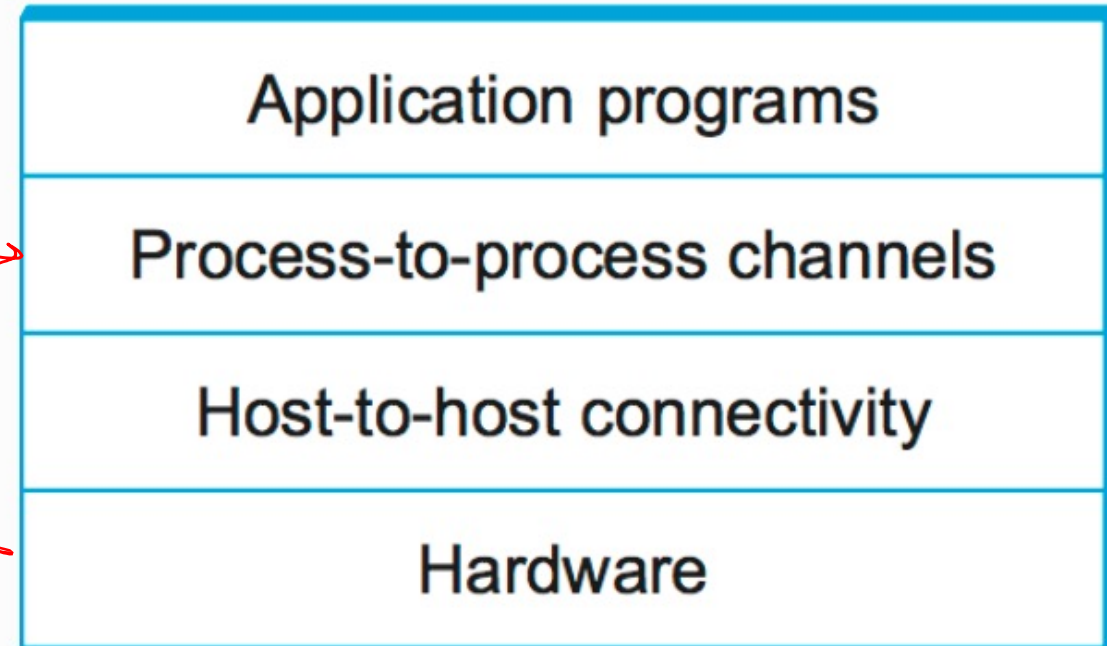 Application programs
Process-to-process channels
Host-to-host connectivity
Hardware